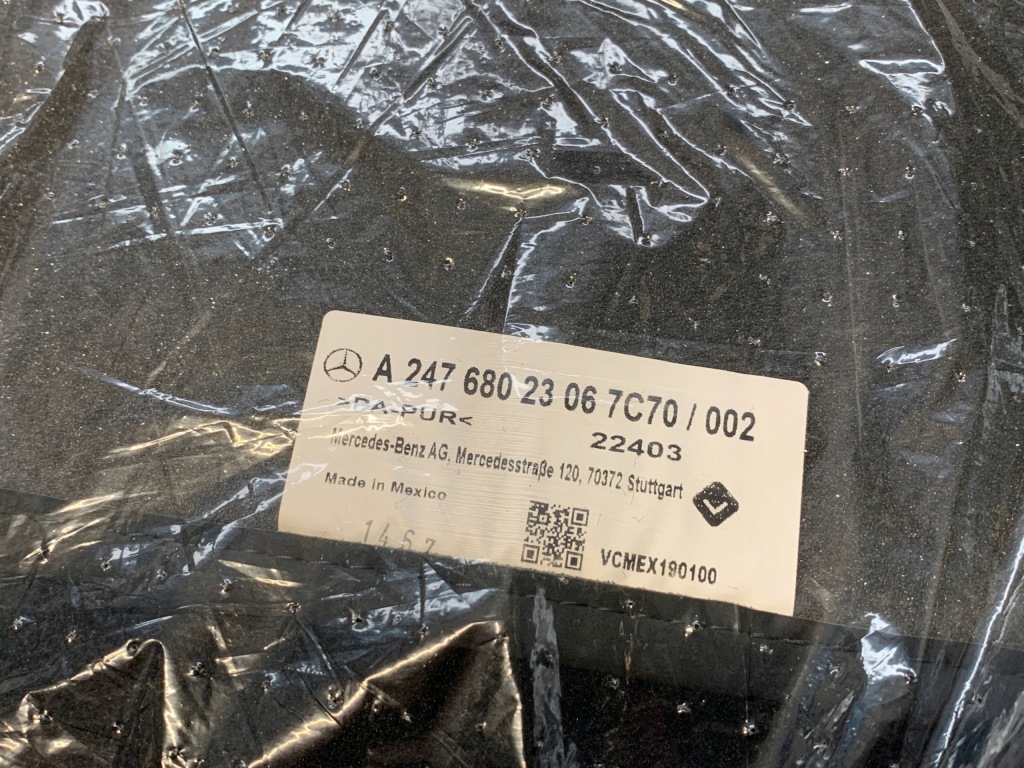 A 247 680 23 06 7C70 / 002
>PA-PUR<
22403
Mercedes-Benz AG, Mercedesstraße 120, 70372 Stuttgart
Made in Mexico
1467
VCMEX190100